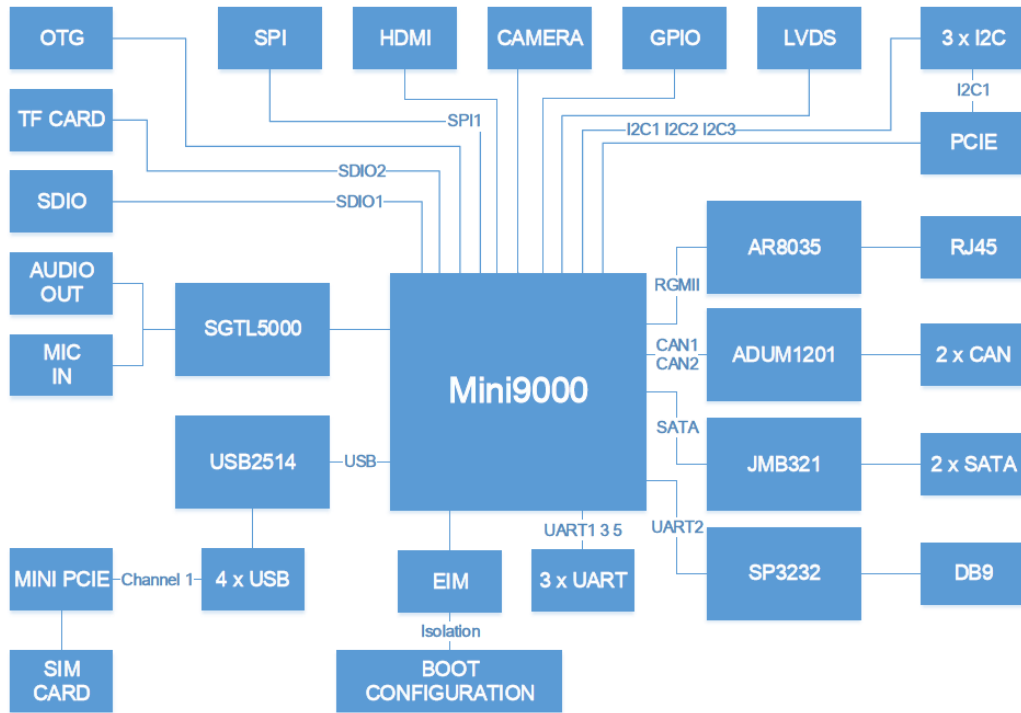 OTG
SPI
HDMI
CAMERA
GPIO
LVDS
3 x I2C
I2C1
TF CARD
SPI1
I2C1 I2C2 I2C3
PCIE
SDIO2
SDIO
SDIO1
AR8035
RJ45
AUDIO
OUT
RGMII
SGTL5000
MIC
IN
CAN1
CAN2
ADUM1201
2 x CAN
Mini9000
SATA
USB2514
USB
JMB321
2 x SATA
UART1 3 5
UART2
MINI PCIE
Channel 1
4 x USB
EIM
3 x UART
SP3232
DB9
Isolation
SIM
CARD
BOOT
CONFIGURATION